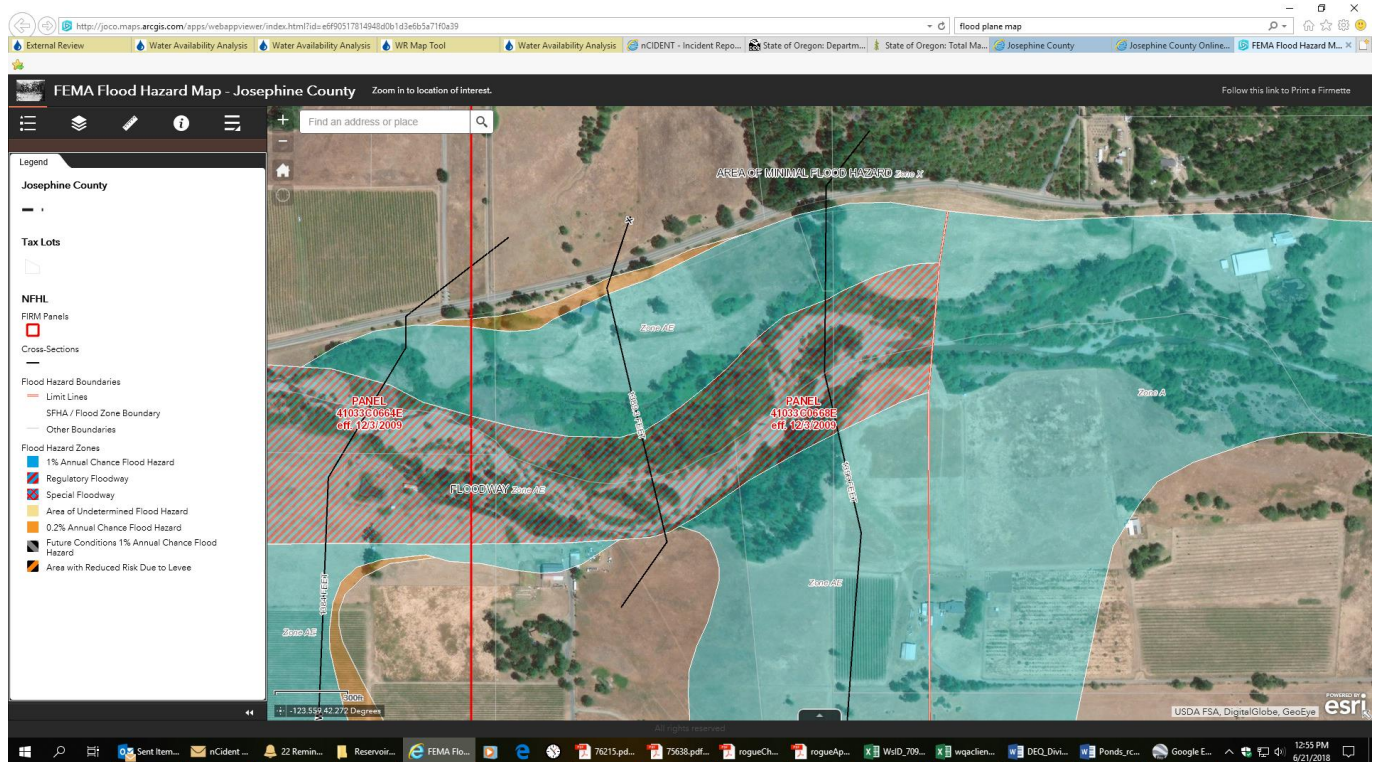 http://joco.maps.arcgis.com/apps/webappviewer/index.html?id=e6f90517814948d0b1d3e6b5a71f0a39
flood plane map
External Review
Water Availability Analysis
Water Availability Analysis
WR Map Tool
Water Availability Analysis
nCIDENT - Incident Repo...
State of Oregon: Departm...
State of Oregon: Total Ma...
Josephine County
Josephine County Online...
FEMA Flood Hazard M...
FEMA Flood Hazard Map - Josephine County
Zoom in to location of interest.
Follow this link to Print a Firmette
Find an address or place
Legend
Josephine County
Tax Lots
NFHL
FIRM Panels
Cross-Sections
Flood Hazard Boundaries
Limit Lines
SFHA / Flood Zone Boundary
Other Boundaries
Flood Hazard Zones
1% Annual Chance Flood Hazard
Regulatory Floodway
Special Floodway
Area of Undetermined Flood Hazard
0.2% Annual Chance Flood Hazard
Future Conditions 1% Annual Chance Flood
Hazard
Area with Reduced Risk Due to Levee
AREA OF MINIMAL FLOOD HAZARD Zone X
X
Zone AE
PANEL
41033C0664E
eff. 12/3/2009
PANEL
41033C0668E
eff. 12/3/2009
Zone A
FLOODWAY Zone AE
Zone AE
Zone AE
300ft
-123.559 42.272 Degrees
USDA FSA, DigitalGlobe, GeoEye
POWERED BY
esri
All rights reserved
Sent Item...
nCident ...
22 Remin...
Reservoir...
FEMA Flo...
76215.pd...
75638.pdf...
rogueCh...
rogueAp...
WsID_709...
wqaclien...
DEQ_Divi...
Ponds_rc...
Google E...
12:55 PM
6/21/2018